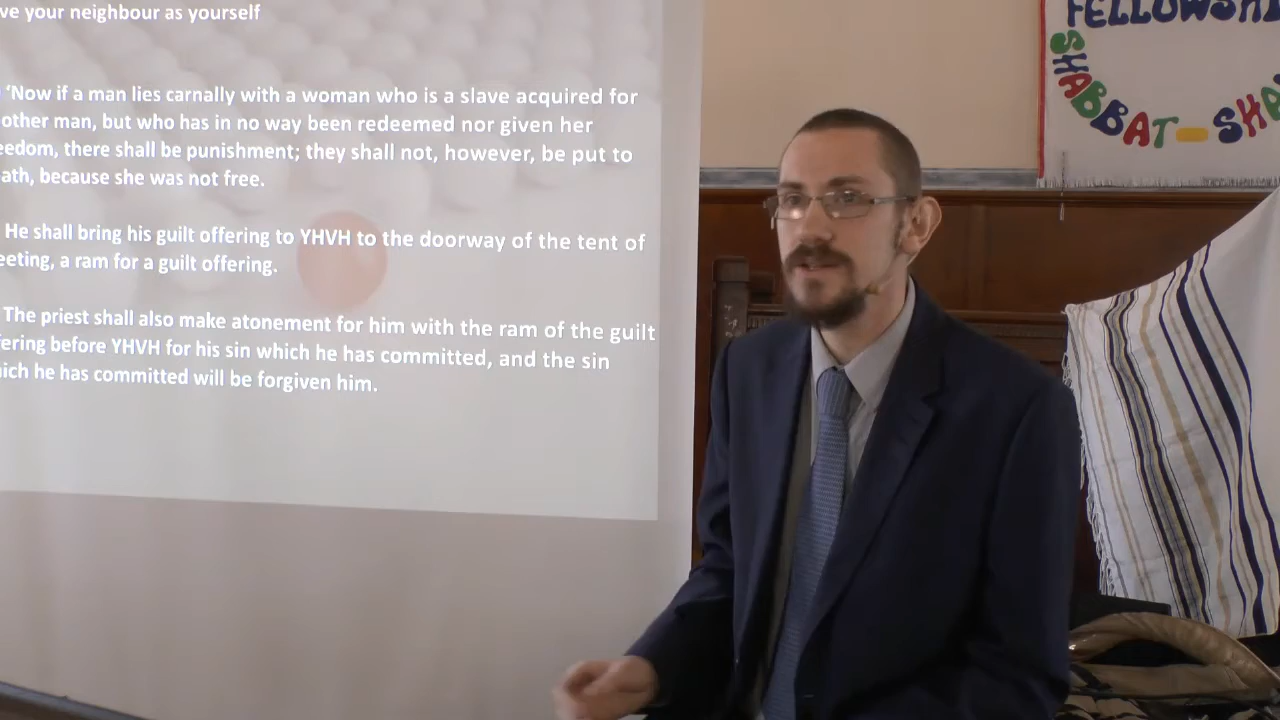 ve your neighbour as yourself
‘Now if a man lies carnally with a woman who is a slave acquired for
other man, but who has in no way been redeemed nor given her
eedom, there shall be punishment; they shall not, however, be put to
ath, because she was not free.
He shall bring his guilt offering to YHVH to the doorway of the tent of
eeting, a ram for a guilt offering.
The priest shall also make atonement for him with the ram of the guilt
fering before YHVH for his sin which he has committed, and the sin
ich he has committed will be forgiven him.
FELLOWSHI
SHABBAT-SHA